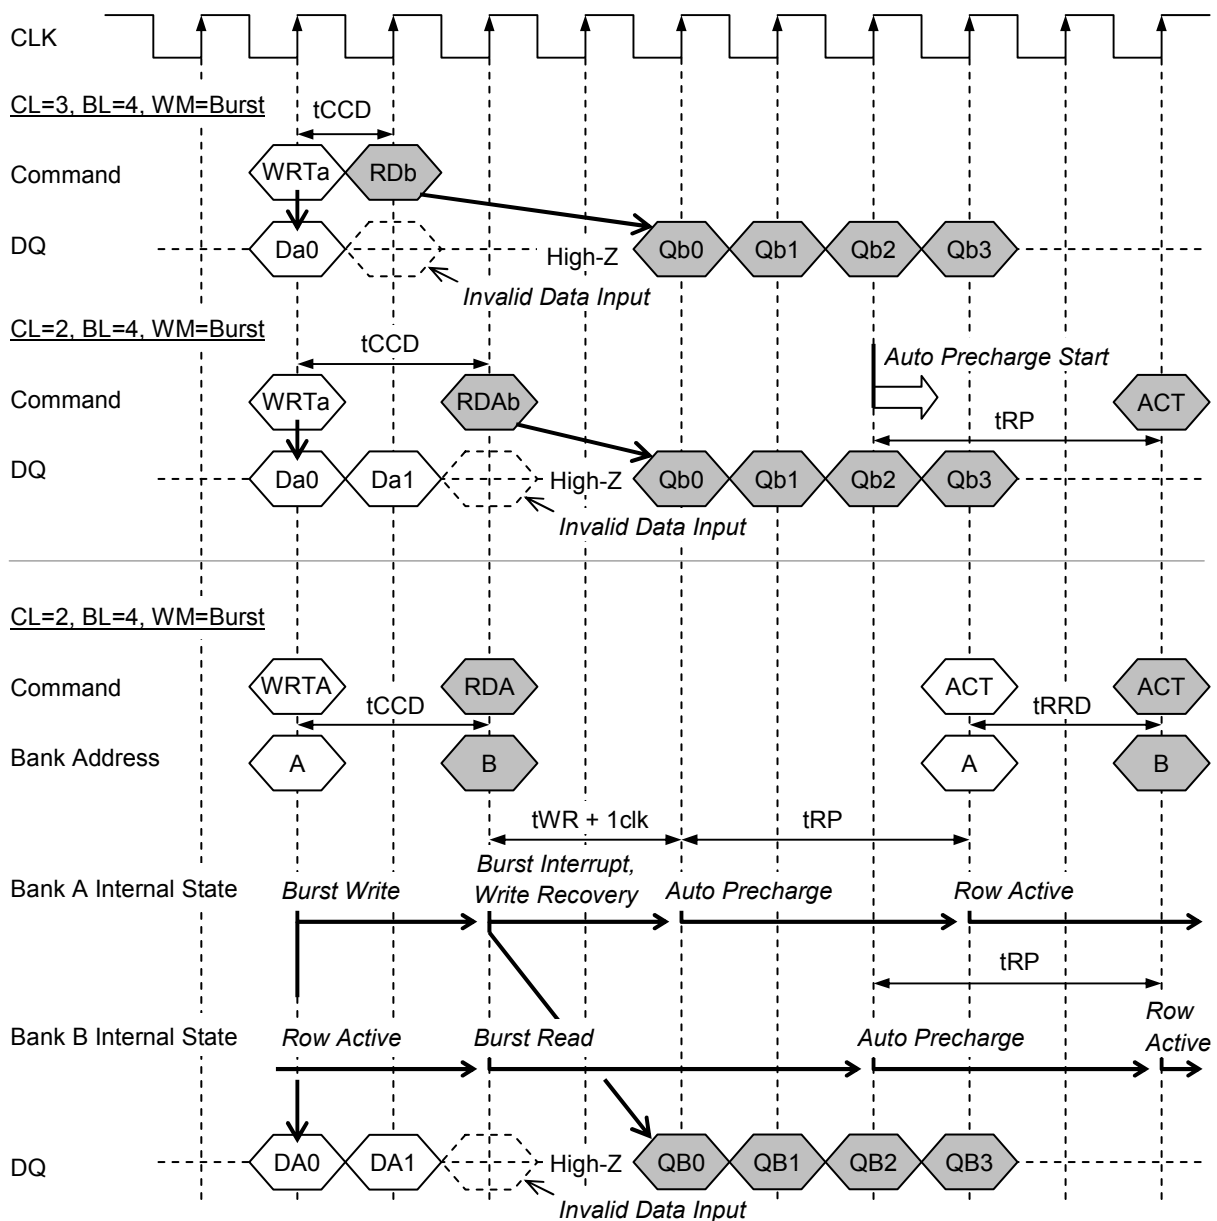 CLK
CL=3, BL=4, WM=Burst
tCCD
Command WRTa RDb
DQ Da0 High-Z Qb0 Qb1 Qb2 Qb3
Invalid Data Input
CL=2, BL=4, WM=Burst
tCCD
Auto Precharge Start
Command WRTa RDAb ACT
tRP
DQ Da0 Da1 High-Z Qb0 Qb1 Qb2 Qb3
Invalid Data Input
CL=2, BL=4, WM=Burst
Command WRTA RDA ACT ACT
tCCD tRRD
Bank Address A B A B
tWR + 1clk tRP
Burst Interrupt,
Bank A Internal State Burst Write Write Recovery Auto Precharge Row Active
tRP
Row
Bank B Internal State Row Active Burst Read Auto Precharge Active
DQ DA0 DA1 High-Z QB0 QB1 QB2 QB3
Invalid Data Input